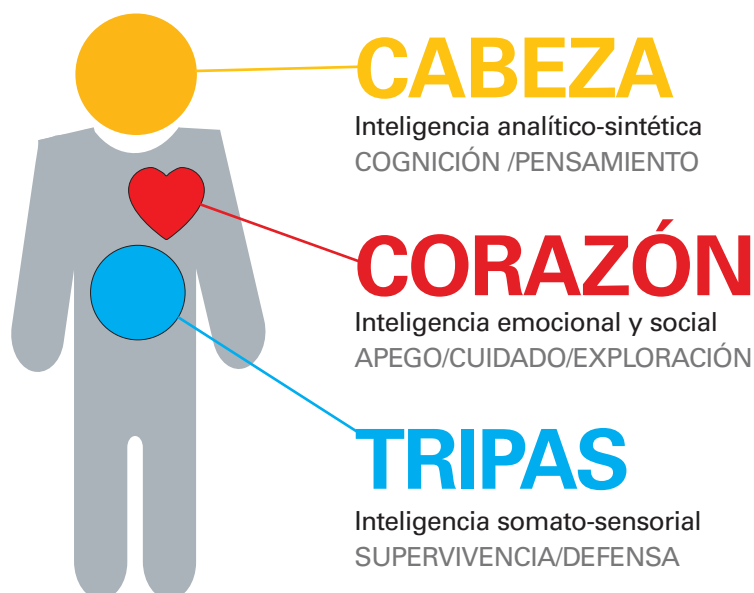 CABEZA
Inteligencia analítico-sintética
COGNICIÓN /PENSAMIENTO
CORAZÓN
Inteligencia emocional y social
APEGO/CUIDADO/EXPLORACIÓN
TRIPAS
Inteligencia somato-sensorial
SUPERVIVENCIA/DEFENSA